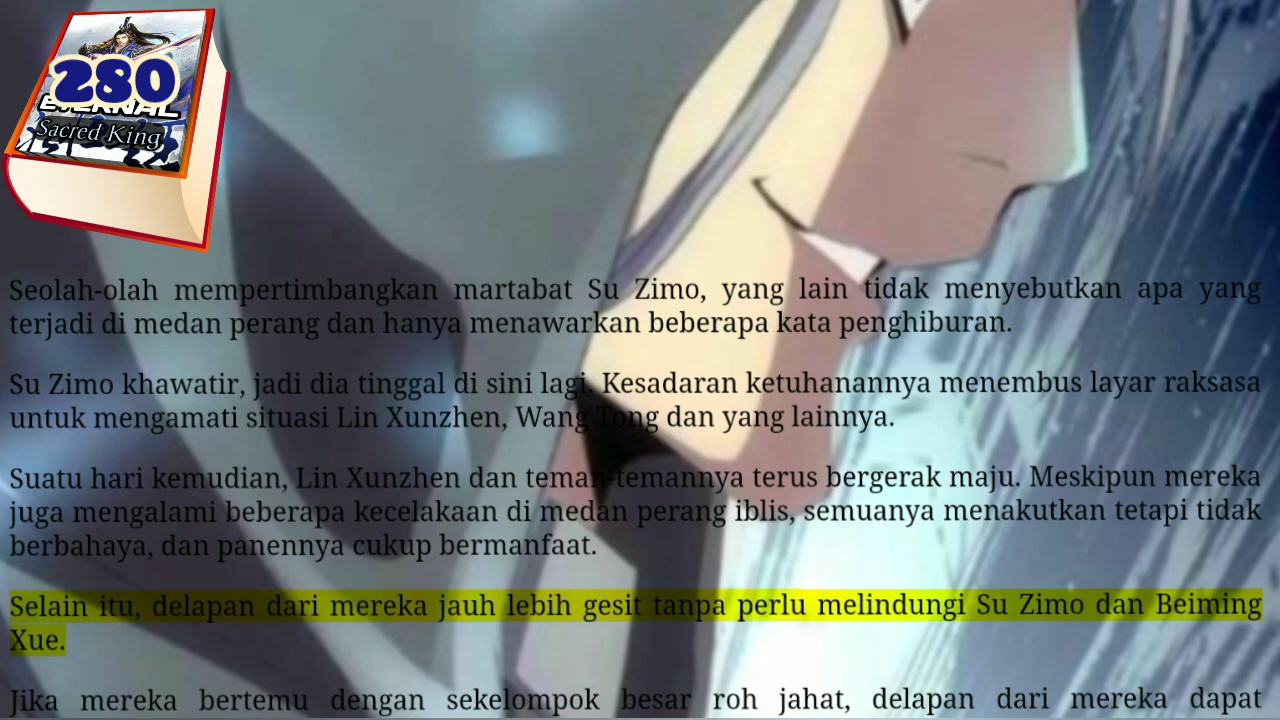 280
ETERNAL
Sacred King
Seolah-olah mempertimbangkan martabat Su Zimo, yang lain tidak menyebutkan apa yang
terjadi di medan perang dan hanya menawarkan beberapa kata penghiburan.
Su Zimo khawatir, jadi dia tinggal di sini lagi. Kesadaran ketuhanannya menembus layar raksasa
untuk mengamati situasi Lin Xunzhen, Wang Tong dan yang lainnya.
Suatu hari kemudian, Lin Xunzhen dan teman-temannya terus bergerak maju. Meskipun mereka
juga mengalami beberapa kecelakaan di medan perang iblis, semuanya menakutkan tetapi tidak
berbahaya, dan panennya cukup bermanfaat.
Selain itu, delapan dari mereka jauh lebih gesit tanpa perlu melindungi Su Zimo dan Beiming
Xue.
Jika mereka bertemu dengan sekelompok besar roh jahat, delapan dari mereka dapat